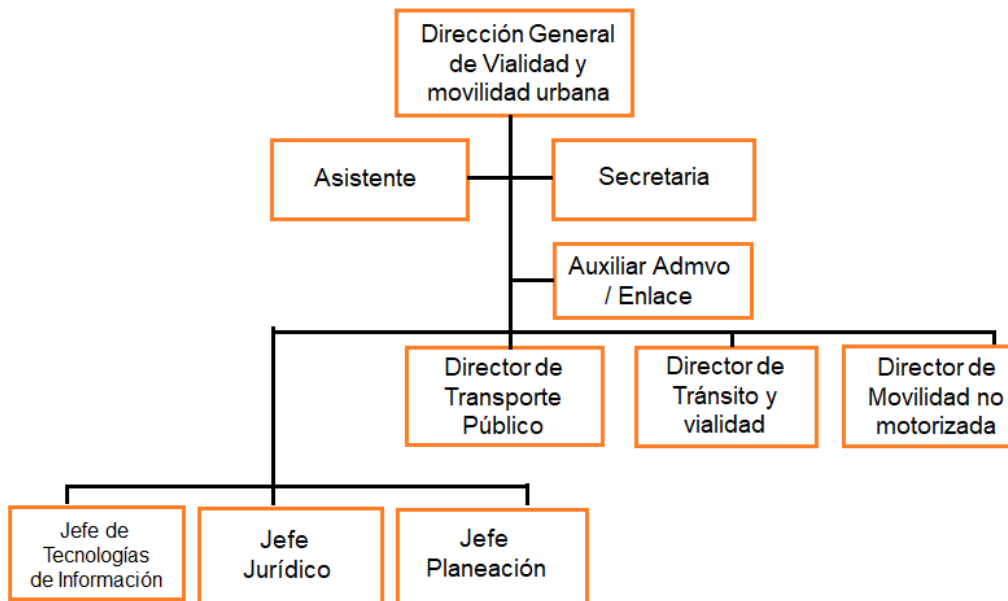 Dirección General
de Vialidad y
movilidad urbana
Asistente
Secretaria
Auxiliar Admvo
/ Enlace
Director de
Transporte
Público
Director de
Tránsito y
vialidad
Director de
Movilidad no
motorizada
Jefe de
Tecnologías
de Información
Jefe
Jurídico
Jefe
Planeación